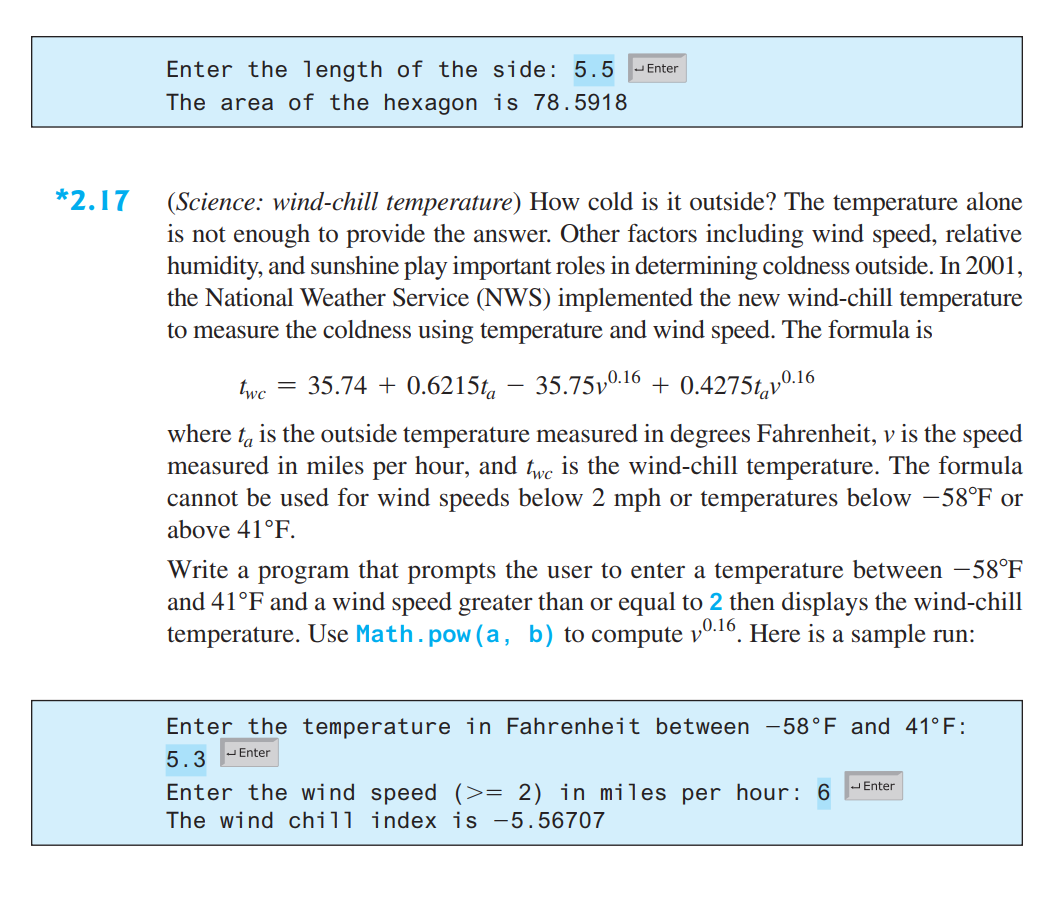 Enter the length of the side: 5.5 ↵Enter
The area of the hexagon is 78.5918
*2.17 (Science: wind-chill temperature) How cold is it outside? The temperature alone
is not enough to provide the answer. Other factors including wind speed, relative
humidity, and sunshine play important roles in determining coldness outside. In 2001,
the National Weather Service (NWS) implemented the new wind-chill temperature
to measure the coldness using temperature and wind speed. The formula is
t_wc = 35.74 + 0.6215t_a − 35.75v^0.16 + 0.4275t_av^0.16
where t_a is the outside temperature measured in degrees Fahrenheit, v is the speed
measured in miles per hour, and t_wc is the wind-chill temperature. The formula
cannot be used for wind speeds below 2 mph or temperatures below −58°F or
above 41°F.
Write a program that prompts the user to enter a temperature between −58°F
and 41°F and a wind speed greater than or equal to 2 then displays the wind-chill
temperature. Use Math.pow(a, b) to compute v^0.16. Here is a sample run:
Enter the temperature in Fahrenheit between −58°F and 41°F:
5.3 ↵Enter
Enter the wind speed (>= 2) in miles per hour: 6 ↵Enter
The wind chill index is −5.56707